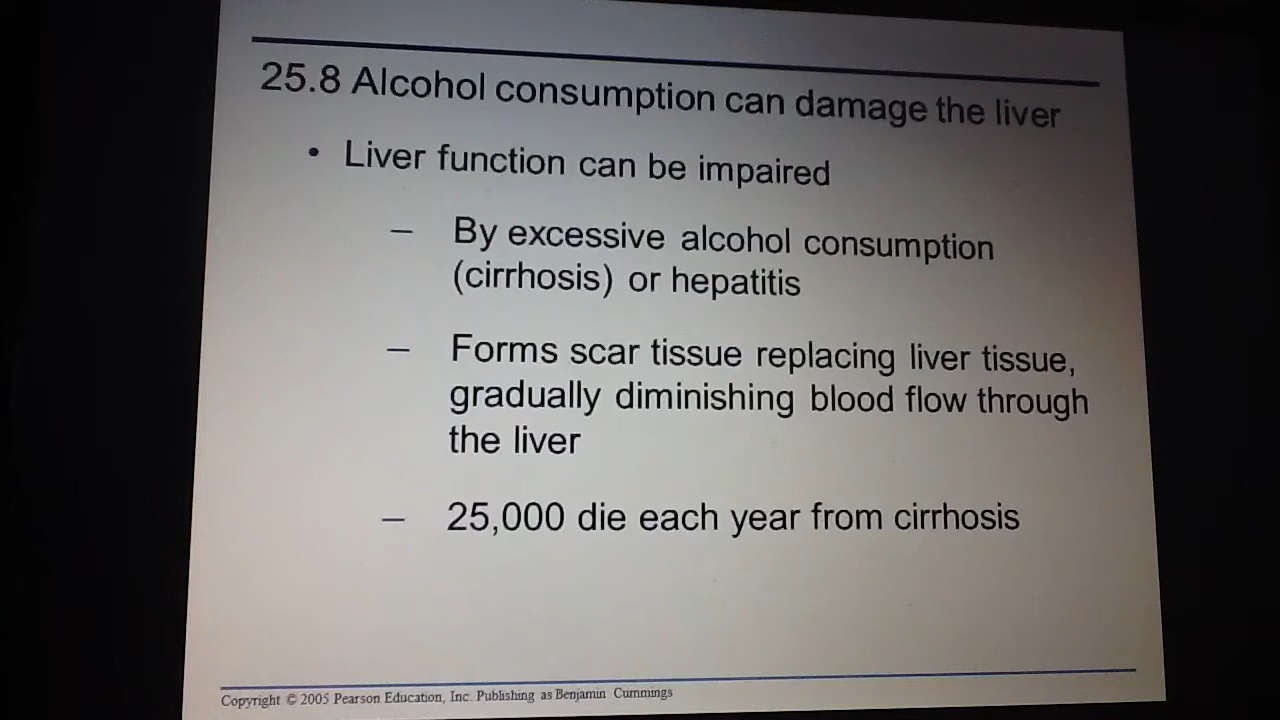 25.8 Alcohol consumption can damage the liver
• Liver function can be impaired
– By excessive alcohol consumption
(cirrhosis) or hepatitis
– Forms scar tissue replacing liver tissue,
gradually diminishing blood flow through
the liver
– 25,000 die each year from cirrhosis
Copyright © 2005 Pearson Education, Inc. Publishing as Benjamin Cummings